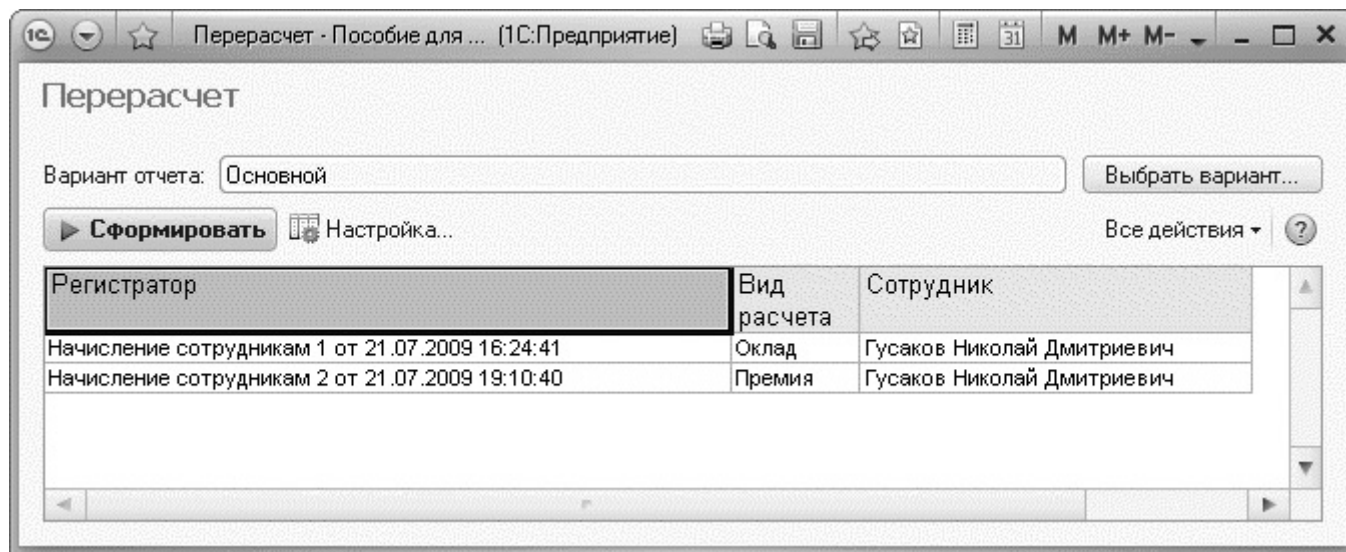 1С Перерасчет - Пособие для ... (1С:Предприятие) 31 M M+ M-
Перерасчет
Вариант отчета: Основной Выбрать вариант...
Сформировать Настройка... Все действия ?
Регистратор Вид расчета Сотрудник
Начисление сотрудникам 1 от 21.07.2009 16:24:41 Оклад Гусаков Николай Дмитриевич
Начисление сотрудникам 2 от 21.07.2009 19:10:40 Премия Гусаков Николай Дмитриевич